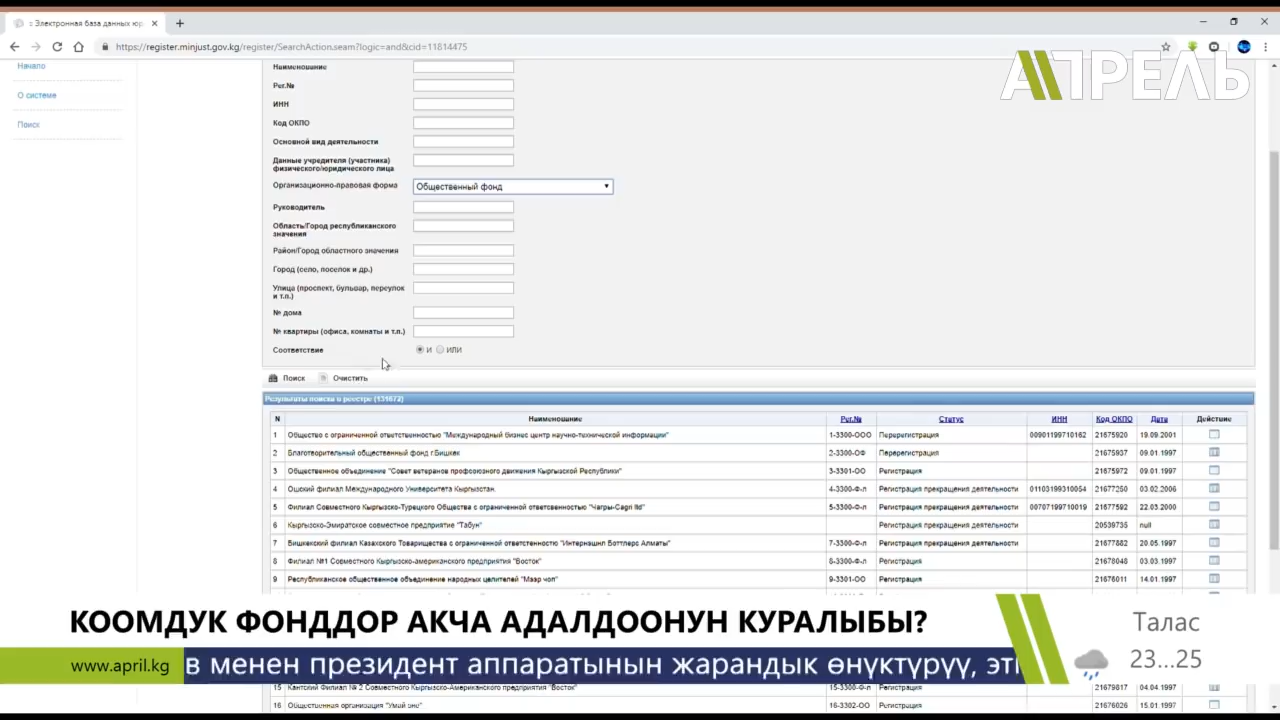 : Электронная база данных юр
https://register.minjust.gov.kg/register/SearchAction.seam?logic=and&cid=11814475
АПРЕЛЬ
Начало
О системе
Поиск
Наименование
Рег.№
ИНН
Код ОКПО
Основной вид деятельности
Данные учредителя (участника)
физического/юридического лица
Организационно-правовая форма
Общественный фонд
Руководитель
Область/Город республиканского
значения
Район/Город областного значения
Город (село, поселок и др.)
Улица (проспект, бульвар, переулок
и т.п.)
№ дома
№ квартиры (офиса, комнаты и т.п.)
Соответствие И ИЛИ
Поиск Очистить
Результаты поиска в реестре (131672)
N Наименование Рег.№ Статус ИНН Код ОКПО Дата Действие
1 Общество с ограниченной ответственностью "Международный бизнес центр научно-технической информации" 1-3300-ООО Перерегистрация 00901199710162 21675920 19.09.2001
2 Благотворительный общественный фонд г.Бишкек 2-3300-ОФ Перерегистрация 21675937 09.01.1997
3 Общественное объединение "Совет ветеранов профсоюзного движения Кыргызской Республики" 3-3301-ОО Регистрация 21675972 09.01.1997
4 Ошский филиал Международного Университета Кыргызстан. 4-3300-Ф-л Регистрация прекращения деятельности 01103199310054 21677250 03.02.2006
5 Филиал Совместного Кыргызско-Турецкого Общества с ограниченной ответсвенностью "Чагры-Cagri ltd" 5-3300-Ф-л Регистрация прекращения деятельности 00707199710019 21677592 22.03.2000
6 Кыргызско-Эмиратское совместное предприятие "Табун" Регистрация прекращения деятельности 20539735 null
7 Бишкекский филиал Казахского Товарищества с ограниченной ответственностью "Интернашнл Боттлерс Алматы" 7-3300-Ф-л Регистрация прекращения деятельности 21677882 20.05.1997
8 Филиал №1 Совместного Кыргызско-американского предприятия "Восток" 8-3300-Ф-л Регистрация 21678048 03.03.1997
9 Республиканское общественное объединение народных целителей "Маар чоп" 9-3301-ОО Регистрация 21676011 14.01.1997
КООМДУК ФОНДДОР АКЧА АДАЛДООНУН КУРАЛЫБЫ?
Талас
23...25
www.april.kg
в менен президент аппаратынын жарандык өнүктүрүү, эти
15 Кантский Филиал № 2 Совместного Кыргызско-Американского предприятия "Восток" 15-3300-Ф-л Регистрация 21679817 04.04.1997
16 Общественная организация "Умай эне" 16-3302-ОО Регистрация 21676026 15.01.1997